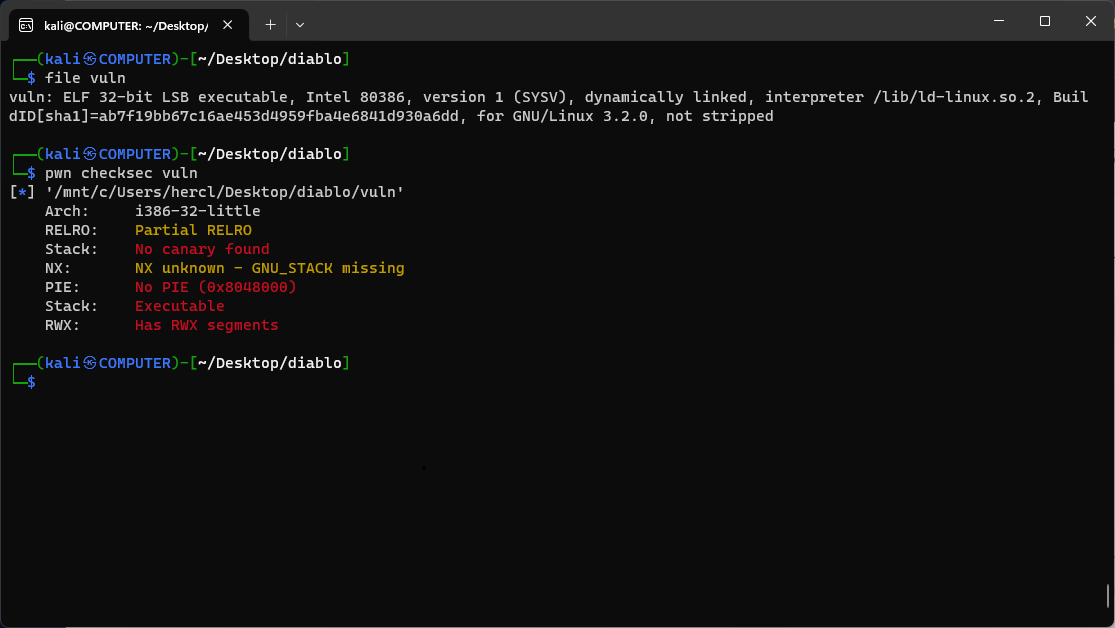 kali@COMPUTER: ~/Desktop/
┌──(kali㉿COMPUTER)-[~/Desktop/diablo]
└─$ file vuln
vuln: ELF 32-bit LSB executable, Intel 80386, version 1 (SYSV), dynamically linked, interpreter /lib/ld-linux.so.2, Buil
dID[sha1]=ab7f19bb67c16ae453d4959fba4e6841d930a6dd, for GNU/Linux 3.2.0, not stripped
┌──(kali㉿COMPUTER)-[~/Desktop/diablo]
└─$ pwn checksec vuln
[*] '/mnt/c/Users/hercl/Desktop/diablo/vuln'
    Arch:     i386-32-little
    RELRO:    Partial RELRO
    Stack:    No canary found
    NX:       NX unknown - GNU_STACK missing
    PIE:      No PIE (0x8048000)
    Stack:    Executable
    RWX:      Has RWX segments
┌──(kali㉿COMPUTER)-[~/Desktop/diablo]
└─$